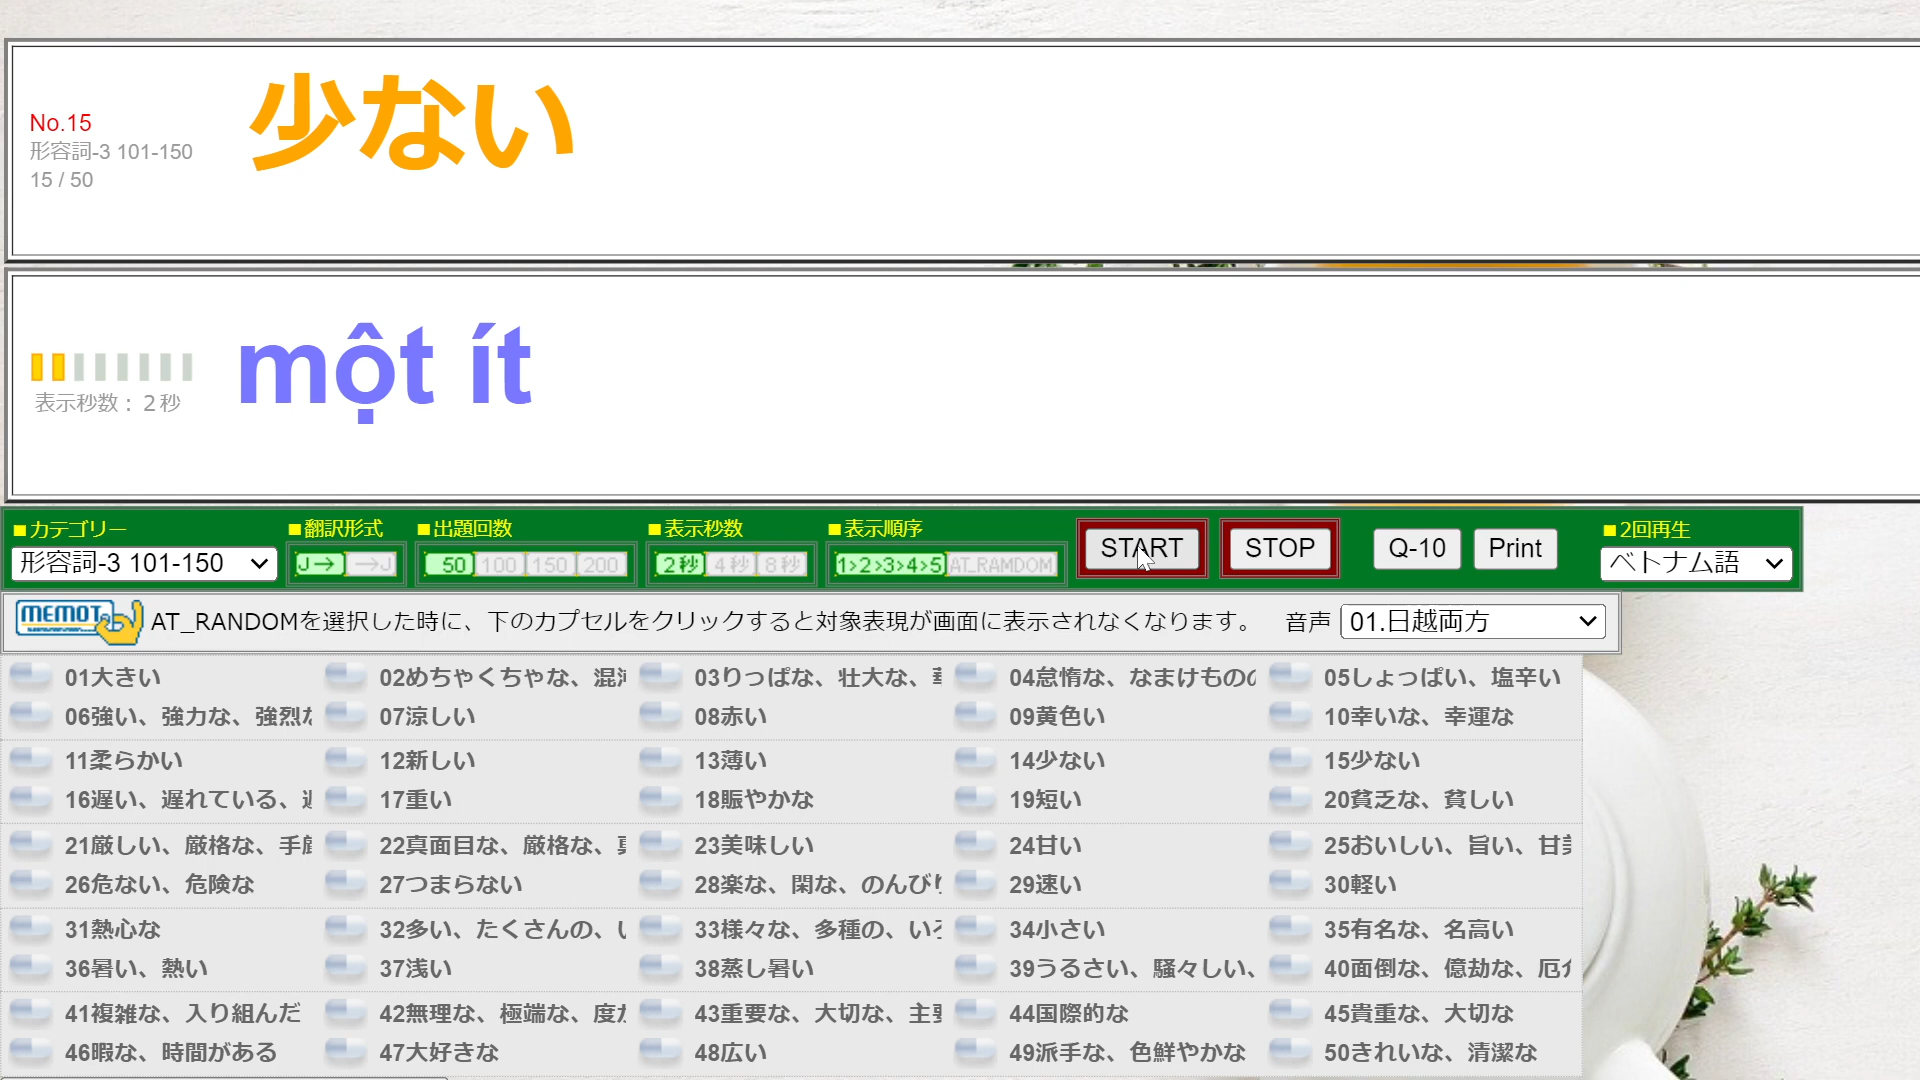 少ない
No.15
形容詞-3 101-150
15 / 50
một ít
表示秒数：２秒
■カテゴリー ■翻訳形式 ■出題回数 ■表示秒数 ■表示順序 ■2回再生
形容詞-3 101-150 J→ →J 50 100 150 200 2秒 4秒 8秒 1>2>3>4>5 AT_RAMDOM START STOP Q-10 Print ベトナム語
MEMOT AT_RANDOMを選択した時に、下のカプセルをクリックすると対象表現が画面に表示されなくなります。 音声 01.日越両方
01大きい 02めちゃくちゃな、混 03りっぱな、壮大な、 04怠惰な、なまけものの 05しょっぱい、塩辛い
06強い、強力な、強烈な 07涼しい 08赤い 09黄色い 10幸いな、幸運な
11柔らかい 12新しい 13薄い 14少ない 15少ない
16遅い、遅れている、 17重い 18賑やかな 19短い 20貧乏な、貧しい
21厳しい、厳格な、手厳 22真面目な、厳格な、 23美味しい 24甘い 25おいしい、旨い、甘美
26危ない、危険な 27つまらない 28楽な、閑な、のんびり 29速い 30軽い
31熱心な 32多い、たくさんの、い 33様々な、多種の、いろ 34小さい 35有名な、名高い
36暑い、熱い 37浅い 38蒸し暑い 39うるさい、騒々しい、 40面倒な、億劫な、厄介
41複雑な、入り組んだ 42無理な、極端な、度が 43重要な、大切な、主要 44国際的な 45貴重な、大切な
46暇な、時間がある 47大好きな 48広い 49派手な、色鮮やかな 50きれいな、清潔な